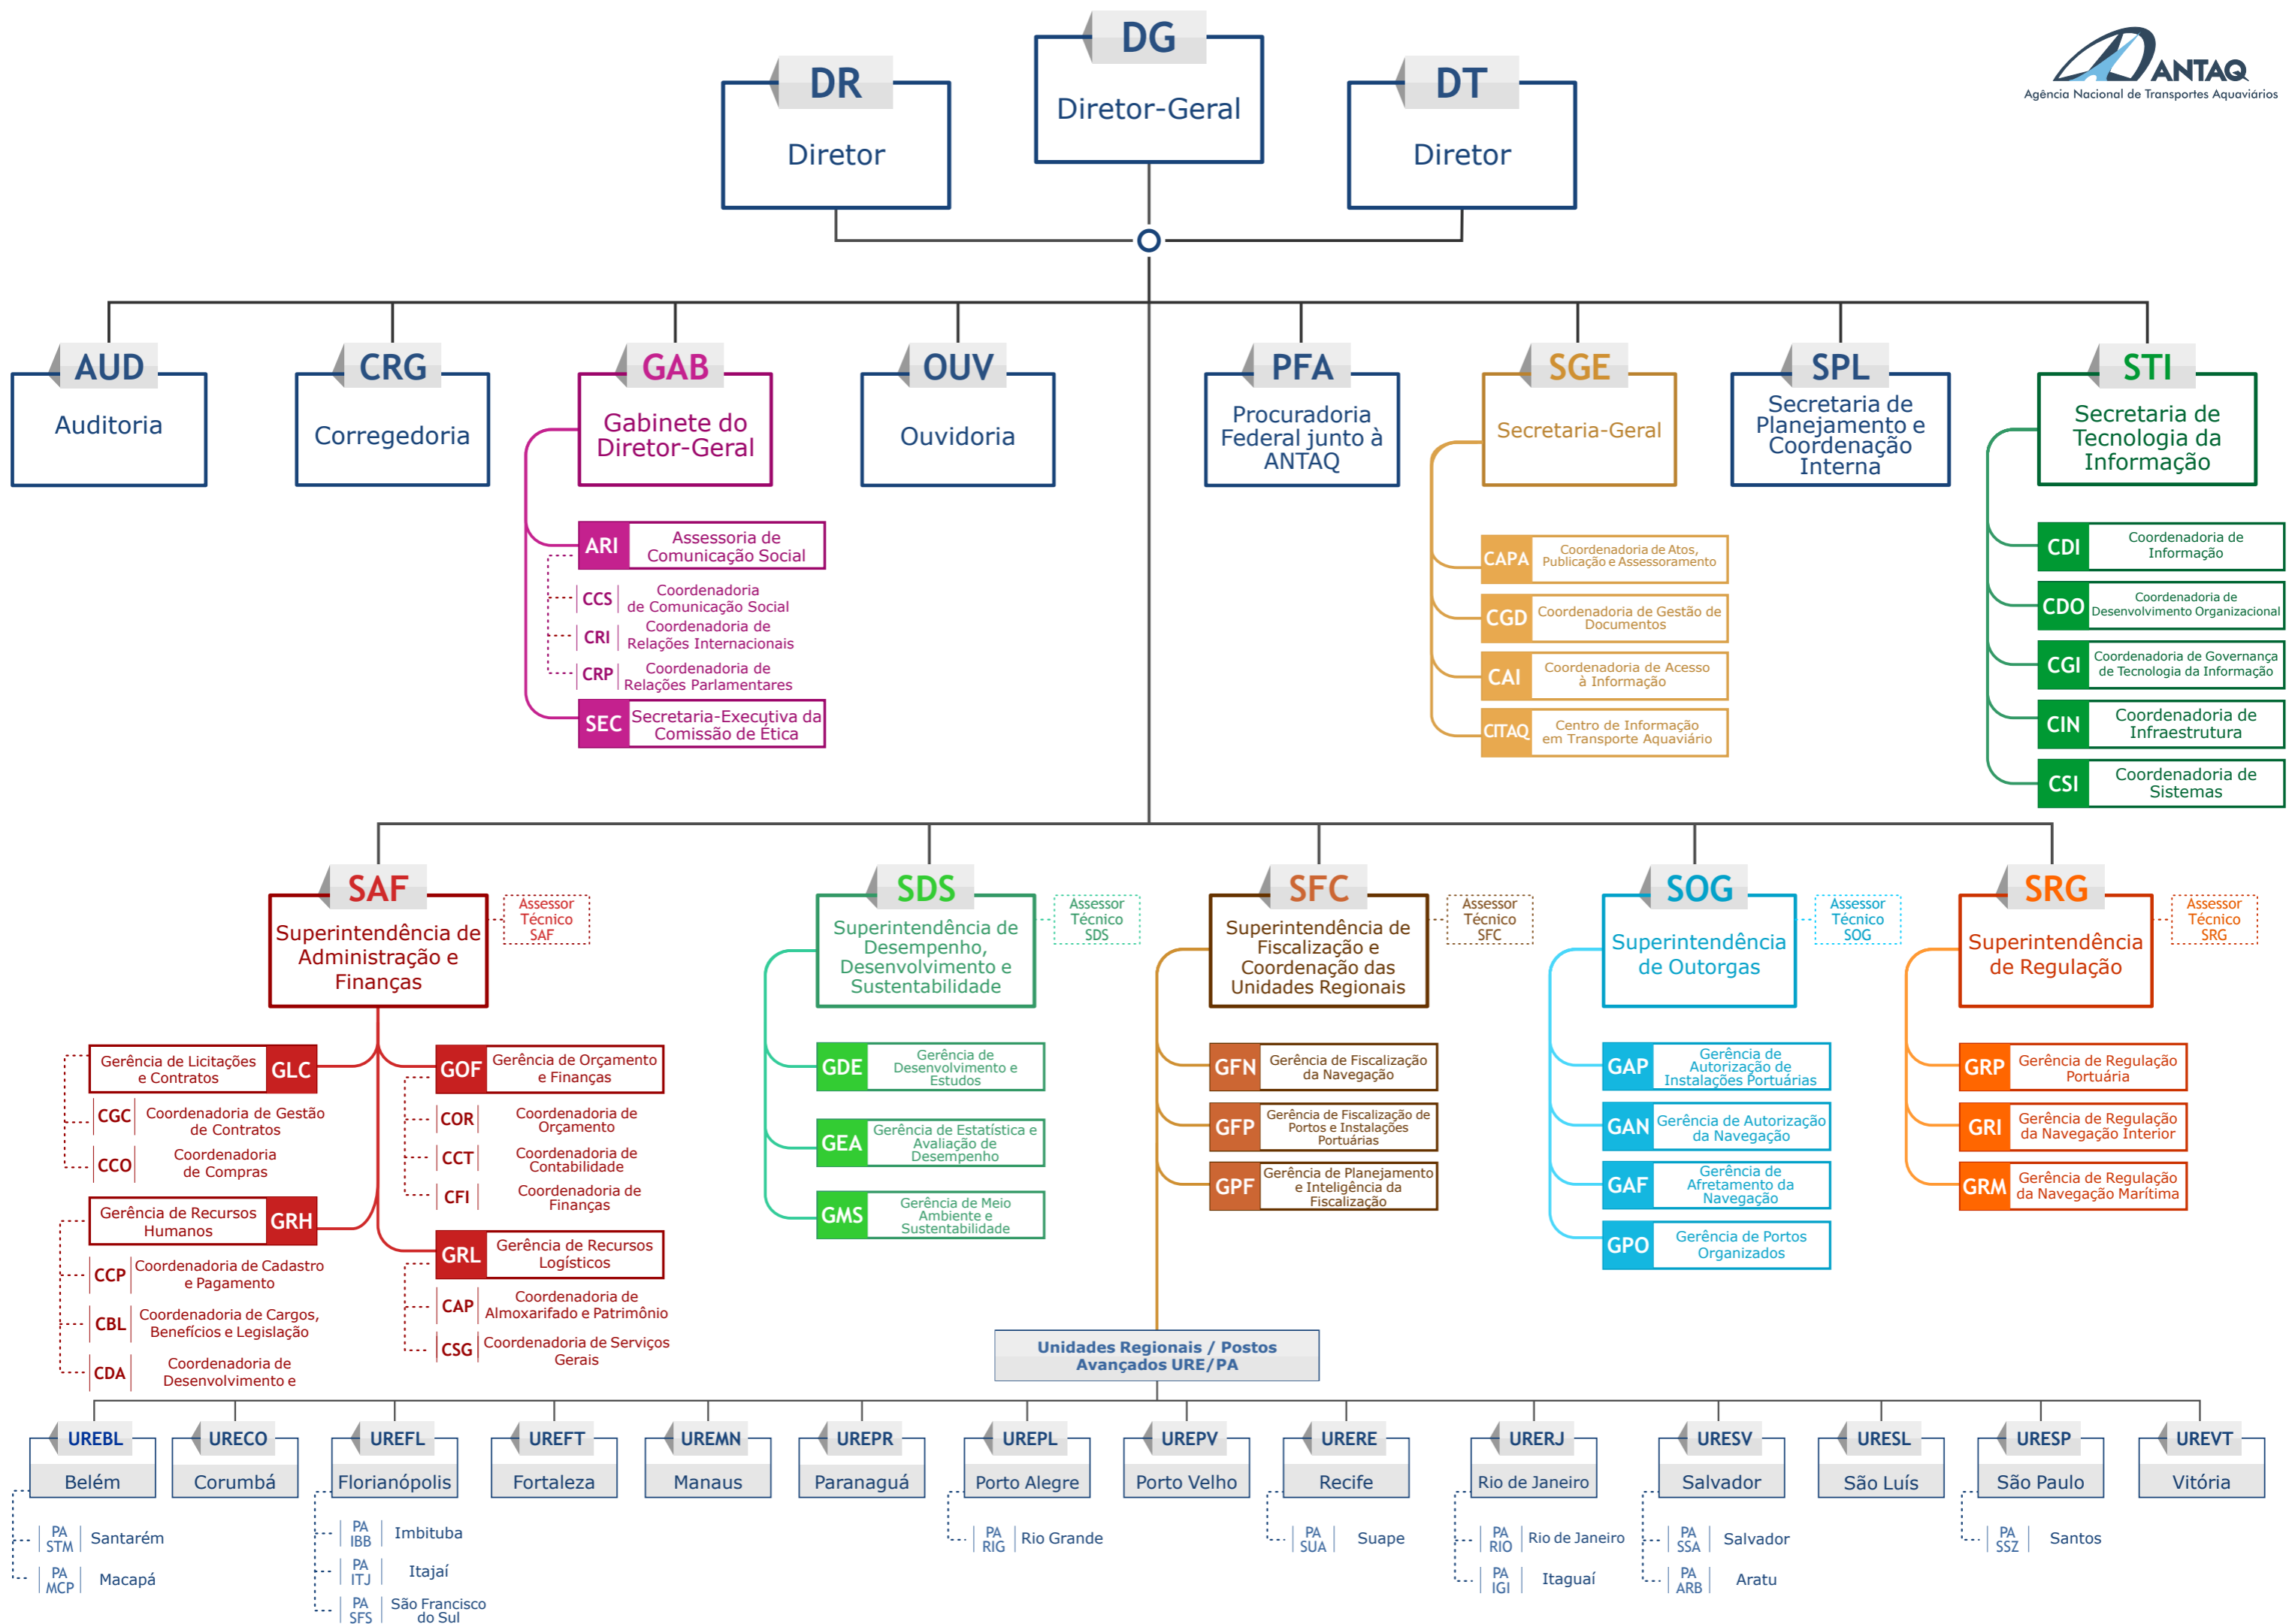 DG
Diretor-Geral
DR
Diretor
DT
Diretor
ANTAQ
Agência Nacional de Transportes Aquaviários
AUD
Auditoria
CRG
Corregedoria
GAB
Gabinete do
Diretor-Geral
ARI
Assessoria de
Comunicação Social
CCS
Coordenadoria
de Comunicação Social
CRI
Coordenadoria de
Relações Internacionais
CRP
Coordenadoria de
Relações Parlamentares
SEC
Secretaria-Executiva da
Comissão de Ética
OUV
Ouvidoria
PFA
Procuradoria
Federal junto à
ANTAQ
SGE
Secretaria-Geral
CAPA
Coordenadoria de Atos,
Publicação e Assessoramento
CGD
Coordenadoria de Gestão de
Documentos
CAI
Coordenadoria de Acesso
à Informação
CITAQ
Centro de Informação
em Transporte Aquaviário
SPL
Secretaria de
Planejamento e
Coordenação
Interna
STI
Secretaria de
Tecnologia da
Informação
CDI
Coordenadoria de
Informação
CDO
Coordenadoria de
Desenvolvimento Organizacional
CGI
Coordenadoria de Governança
de Tecnologia da Informação
CIN
Coordenadoria de
Infraestrutura
CSI
Coordenadoria de
Sistemas
SAF
Superintendência de
Administração e
Finanças
Assessor
Técnico
SAF
Gerência de Licitações
e Contratos
GLC
CGC
Coordenadoria de Gestão
de Contratos
CCO
Coordenadoria
de Compras
Gerência de Recursos
Humanos
GRH
CCP
Coordenadoria de Cadastro
e Pagamento
CBL
Coordenadoria de Cargos,
Benefícios e Legislação
CDA
Coordenadoria de
Desenvolvimento e
GOF
Gerência de Orçamento
e Finanças
COR
Coordenadoria de
Orçamento
CCT
Coordenadoria de
Contabilidade
CFI
Coordenadoria de
Finanças
GRL
Gerência de Recursos
Logísticos
CAP
Coordenadoria de
Almoxarifado e Patrimônio
CSG
Coordenadoria de Serviços
Gerais
SDS
Superintendência de
Desempenho,
Desenvolvimento e
Sustentabilidade
Assessor
Técnico
SDS
GDE
Gerência de
Desenvolvimento e
Estudos
GEA
Gerência de Estatística e
Avaliação de
Desempenho
GMS
Gerência de Meio
Ambiente e
Sustentabilidade
SFC
Superintendência de
Fiscalização e
Coordenação das
Unidades Regionais
Assessor
Técnico
SFC
GFN
Gerência de Fiscalização
da Navegação
GFP
Gerência de Fiscalização de
Portos e Instalações
Portuárias
GPF
Gerência de Planejamento
e Inteligência da
Fiscalização
SOG
Superintendência
de Outorgas
Assessor
Técnico
SOG
GAP
Gerência de
Autorização de
Instalações Portuárias
GAN
Gerência de Autorização
da Navegação
GAF
Gerência de
Afretamento da
Navegação
GPO
Gerência de Portos
Organizados
SRG
Superintendência
de Regulação
Assessor
Técnico
SRG
GRP
Gerência de Regulação
Portuária
GRI
Gerência de Regulação
da Navegação Interior
GRM
Gerência de Regulação
da Navegação Marítima
Unidades Regionais / Postos
Avançados URE/PA
UREBL
Belém
PA
STM
Santarém
PA
MCP
Macapá
URECO
Corumbá
UREFL
Florianópolis
PA
IBB
Imbituba
PA
ITJ
Itajaí
PA
SFS
São Francisco
do Sul
UREFT
Fortaleza
UREMN
Manaus
UREPR
Paranaguá
UREPL
Porto Alegre
PA
RIG
Rio Grande
UREPV
Porto Velho
URERE
Recife
PA
SUA
Suape
URERJ
Rio de Janeiro
PA
RIO
Rio de Janeiro
PA
IGI
Itaguaí
URESV
Salvador
PA
SSA
Salvador
PA
ARB
Aratu
URESL
São Luís
URESP
São Paulo
PA
SSZ
Santos
UREVT
Vitória